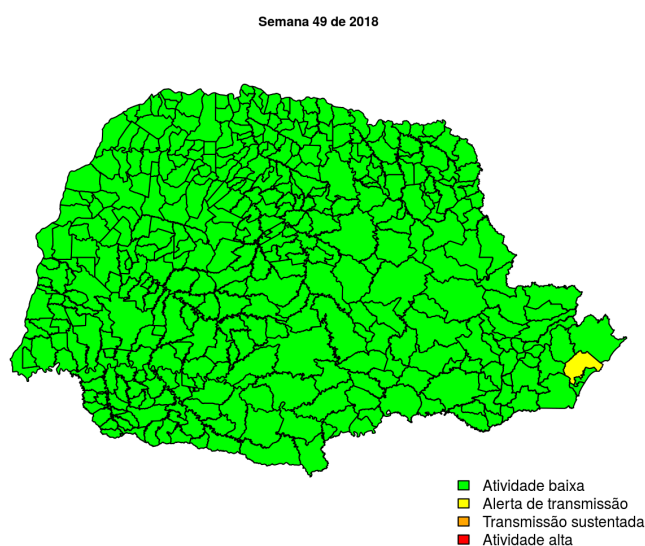 Semana 49 de 2018
Atividade baixa
Alerta de transmissão
Transmissão sustentada
Atividade alta